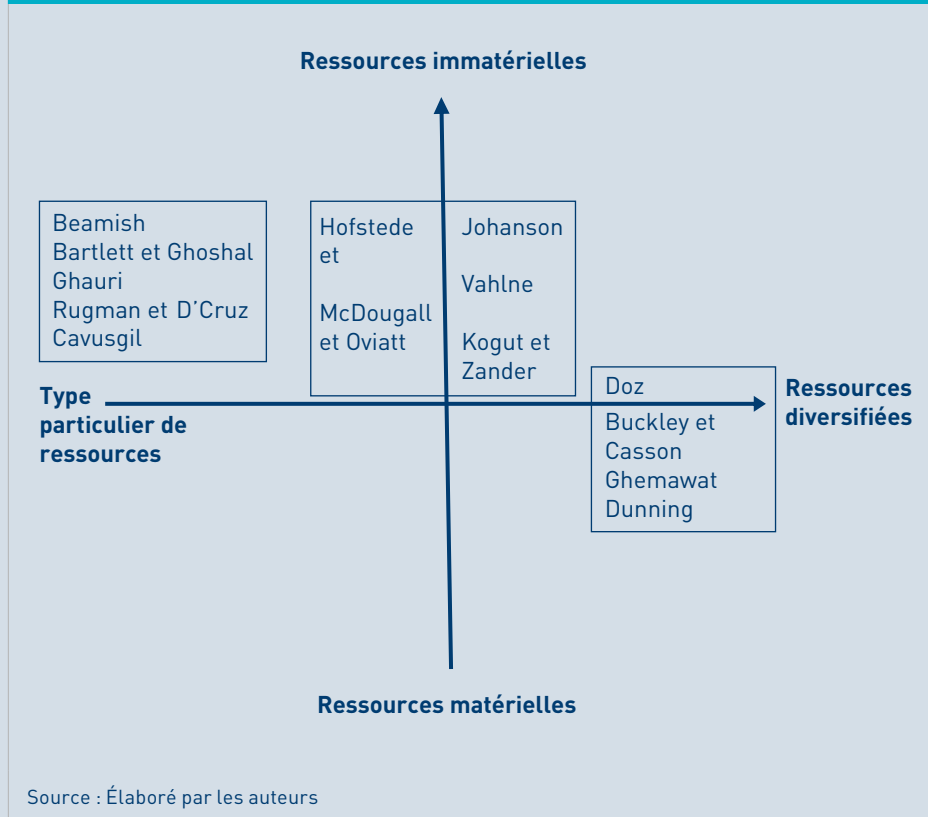 Ressources immatérielles
Beamish
Bartlett et Ghoshal
Ghauri
Rugman et D’Cruz
Cavusgil
Hofstede
et
McDougall
et Oviatt
Johanson
Vahlne
Kogut et
Zander
Type
particulier de
ressources
Doz
Buckley et
Casson
Ghemawat
Dunning
Ressources
diversifiées
Ressources matérielles
Source : Élaboré par les auteurs